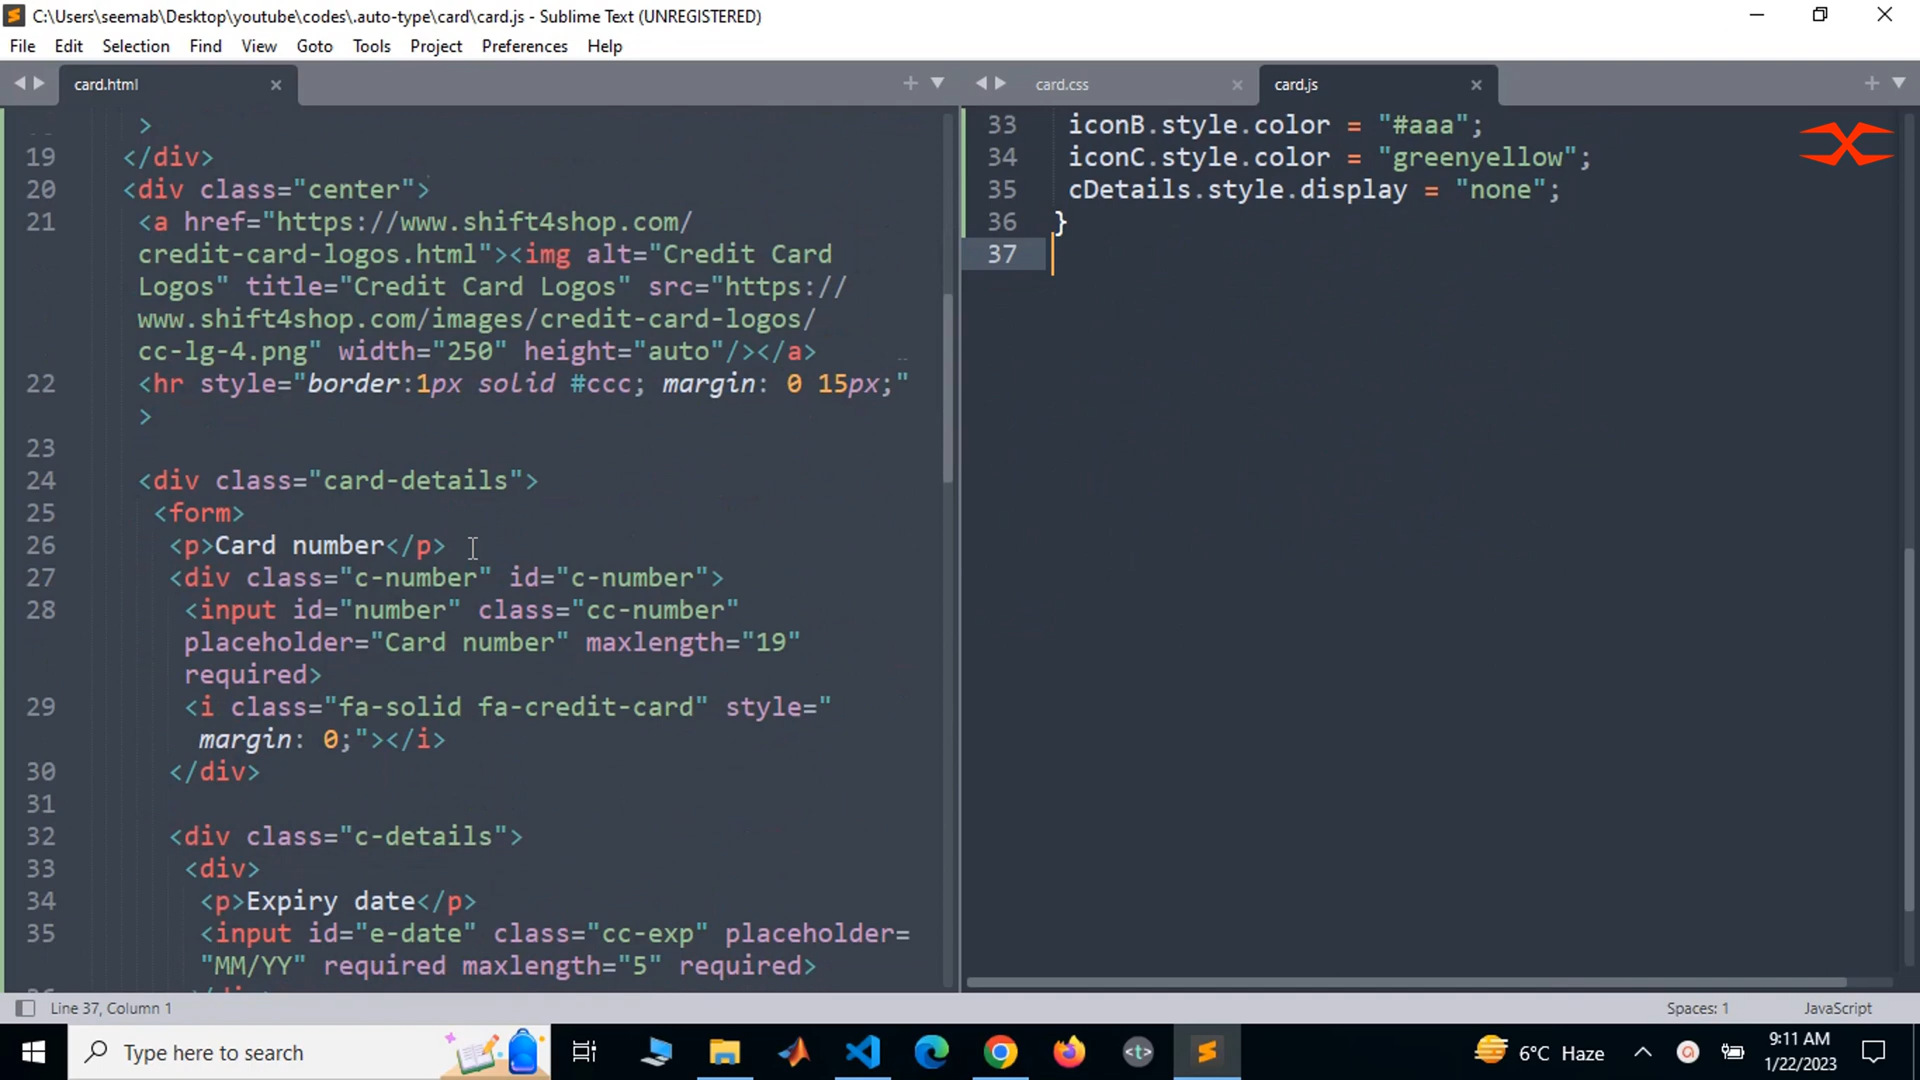 C:\Users\seemab\Desktop\youtube\codes\.auto-type\card\card.js - Sublime Text (UNREGISTERED)
File Edit Selection Find View Goto Tools Project Preferences Help
card.html
card.css
card.js
>
19 </div>
20 <div class="center">
21 <a href="https://www.shift4shop.com/
credit-card-logos.html"><img alt="Credit Card
Logos" title="Credit Card Logos" src="https://
www.shift4shop.com/images/credit-card-logos/
cc-lg-4.png" width="250" height="auto"/></a>
22 <hr style="border:1px solid #ccc; margin: 0 15px;"
>
23
24 <div class="card-details">
25 <form>
26 <p>Card number</p>
27 <div class="c-number" id="c-number">
28 <input id="number" class="cc-number"
placeholder="Card number" maxlength="19"
required>
29 <i class="fa-solid fa-credit-card" style="
margin: 0;"></i>
30 </div>
31
32 <div class="c-details">
33 <div>
34 <p>Expiry date</p>
35 <input id="e-date" class="cc-exp" placeholder=
"MM/YY" required maxlength="5" required>
33 iconB.style.color = "#aaa";
34 iconC.style.color = "greenyellow";
35 cDetails.style.display = "none";
36 }
37
Line 37, Column 1
Spaces: 1
JavaScript
Type here to search
<t>
6°C Haze
9:11 AM
1/22/2023